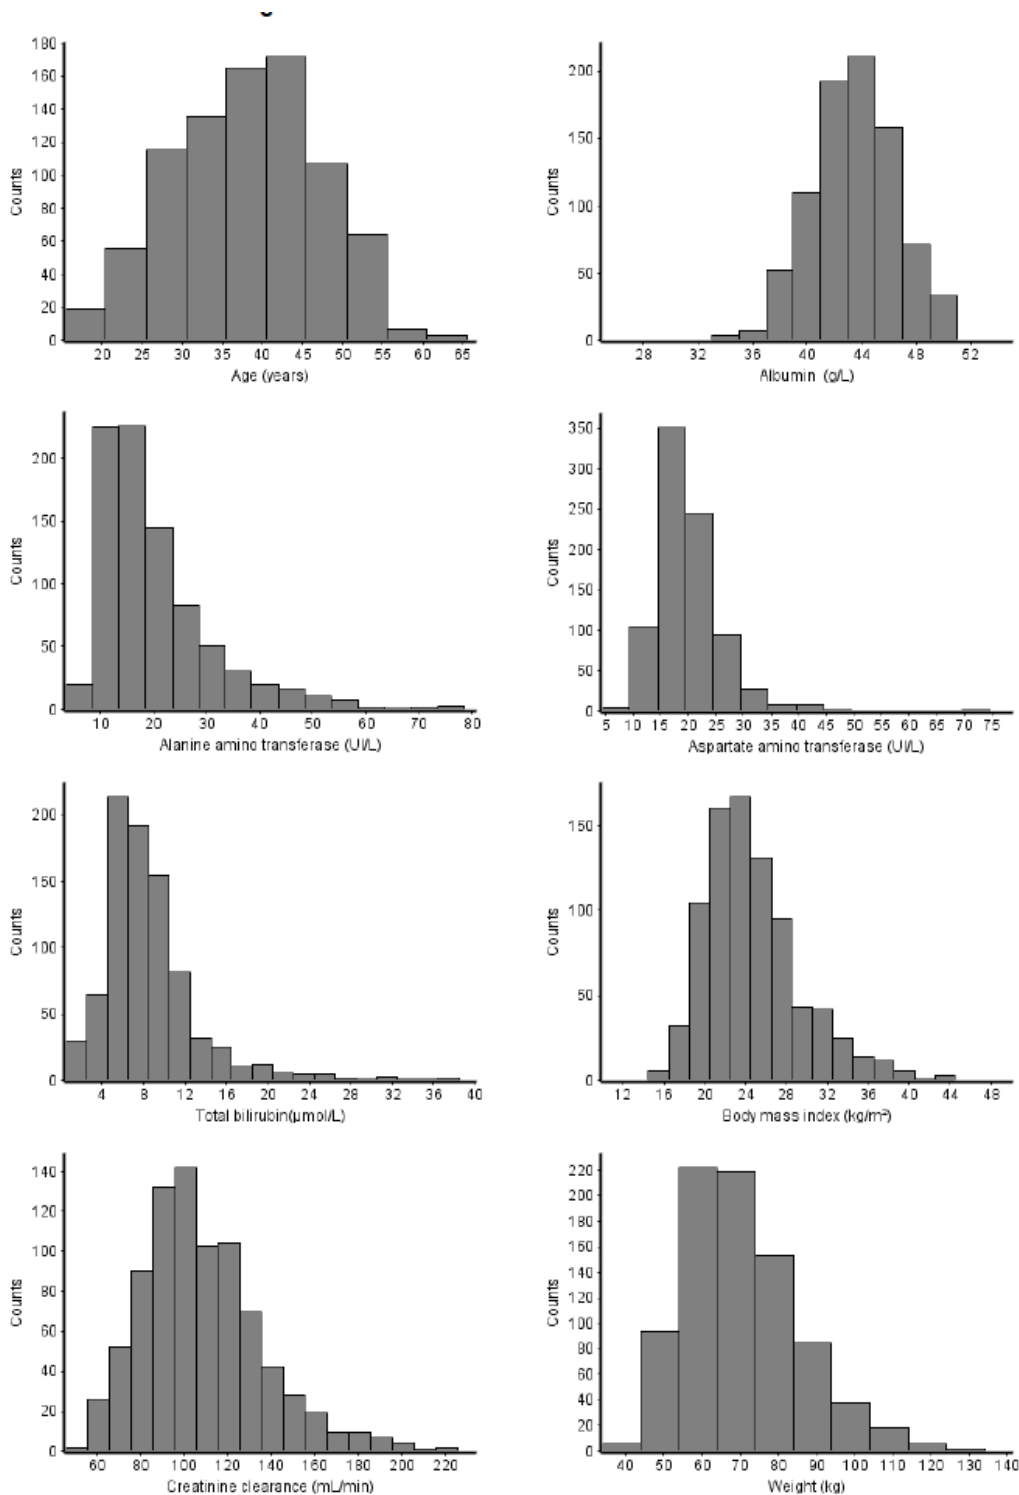 180
160
140
120
100
80
60
40
20
0
Counts
20 25 30 35 40 45 50 55 60 65
Age (years)
200
150
100
50
0
Counts
28 32 36 40 44 48 52
Albumin (g/L)
200
150
100
50
0
Counts
10 20 30 40 50 60 70 80
Alanine amino transferase (UI/L)
350
300
250
200
150
100
50
0
Counts
5 10 15 20 25 30 35 45 50 55 60 65 70 75
Aspartate amino transferase (UI/L)
200
150
100
50
0
Counts
4 8 12 16 20 24 28 32 36 40
Total bilirubin(µmol/L)
150
100
50
0
Counts
12 16 20 24 28 32 36 40 44 48
Body mass index (kg/m²)
140
120
100
80
60
40
20
0
Counts
60 80 100 120 140 160 180 200 220
Creatinine clearance (mL/min)
220
200
180
160
140
120
100
80
60
40
20
0
Counts
40 50 60 70 80 90 100 110 120 130 140
Weight (kg)